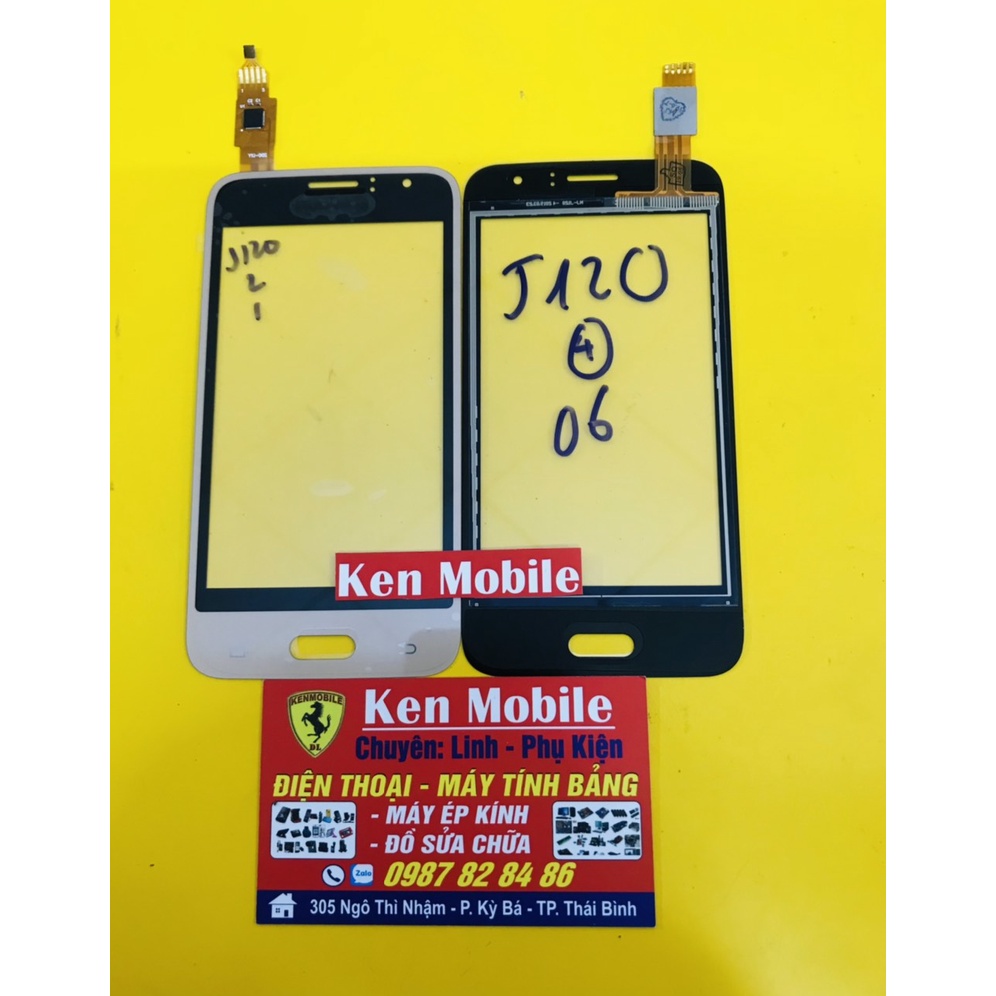 J120
2
1
J120
4
06
Ken Mobile
KENMOBILE
DL
Ken Mobile
Chuyên: Linh - Phụ Kiện
ĐIỆN THOẠI - MÁY TÍNH BẢNG
- MÁY ÉP KÍNH
- ĐỒ SỬA CHỮA
Zalo 0987 82 84 86
305 Ngô Thì Nhậm - P. Kỳ Bá - TP. Thái Bình